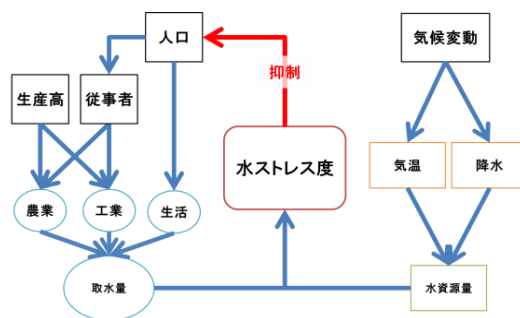 人口
気候変動
抑制
生産高
従事者
水ストレス度
気温
降水
農業
工業
生活
取水量
水資源量